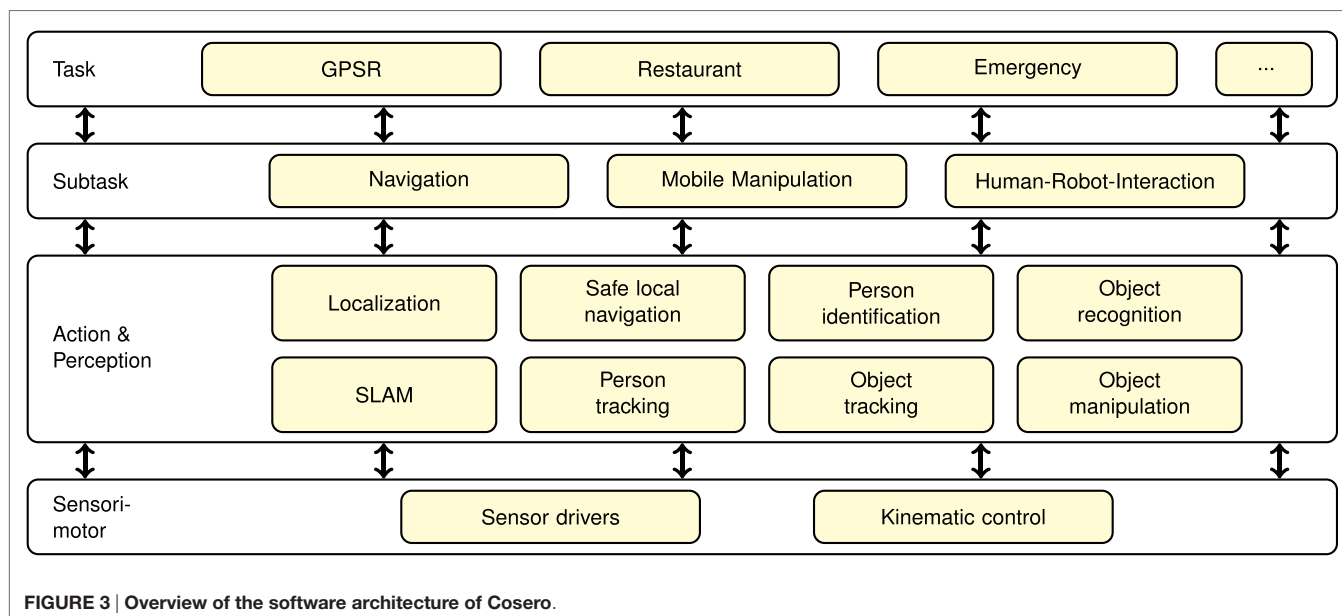 Task
GPSR
Restaurant
Emergency
...
Subtask
Navigation
Mobile Manipulation
Human-Robot-Interaction
Action &
Perception
Localization
Safe local
navigation
Person
identification
Object
recognition
SLAM
Person
tracking
Object
tracking
Object
manipulation
Sensori-
motor
Sensor drivers
Kinematic control
FIGURE 3 | Overview of the software architecture of Cosero.